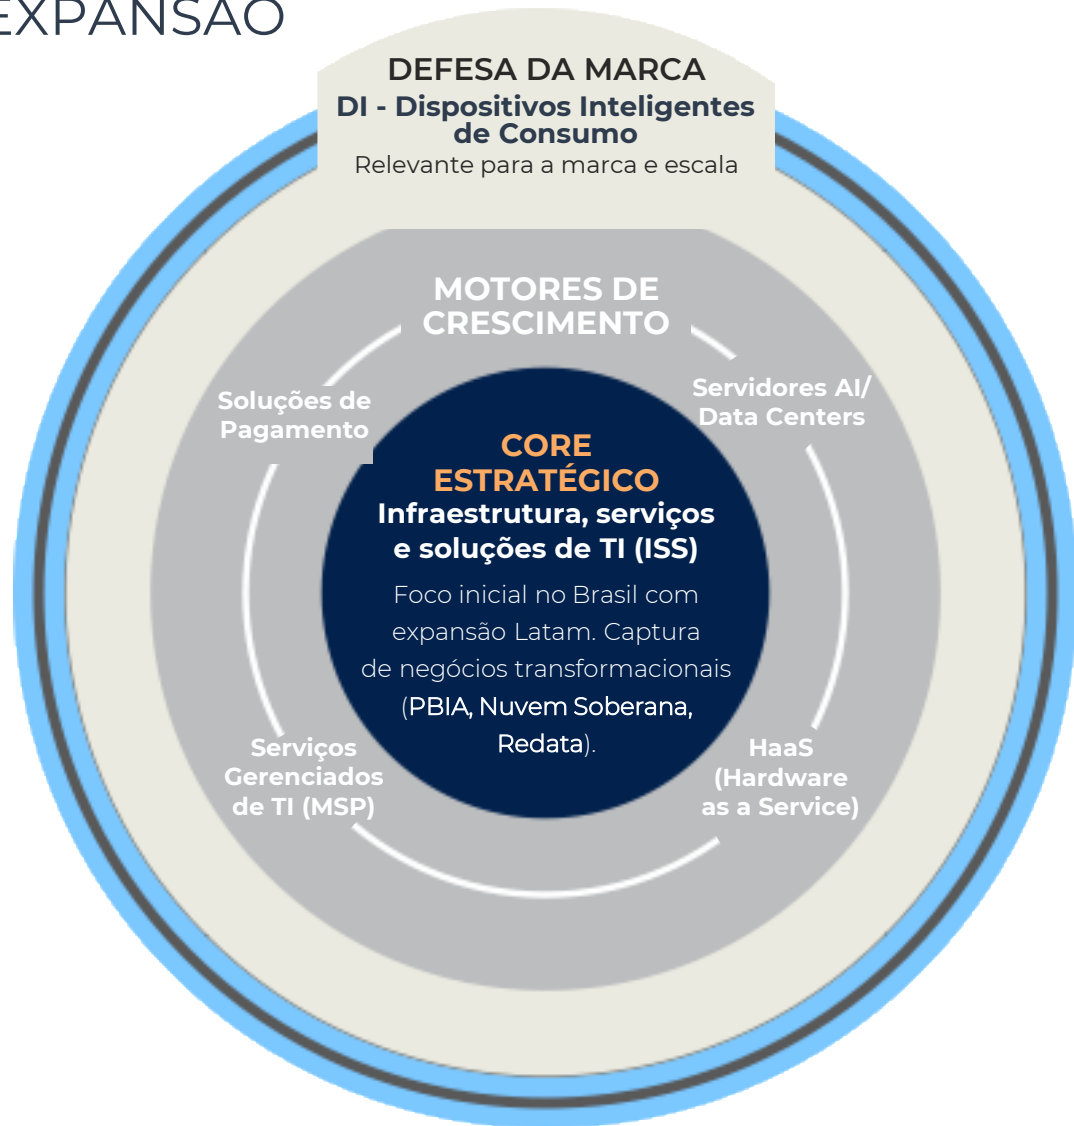 EXPANSÃO
DEFESA DA MARCA
DI - Dispositivos Inteligentes
de Consumo
Relevante para a marca e escala
MOTORES DE
CRESCIMENTO
Soluções de
Pagamento
Servidores AI/
Data Centers
CORE
ESTRATÉGICO
Infraestrutura, serviços
e soluções de TI (ISS)
Foco inicial no Brasil com
expansão Latam. Captura
de negócios transformacionais
(PBIA, Nuvem Soberana,
Redata).
Serviços
Gerenciados
de TI (MSP)
HaaS
(Hardware
as a Service)